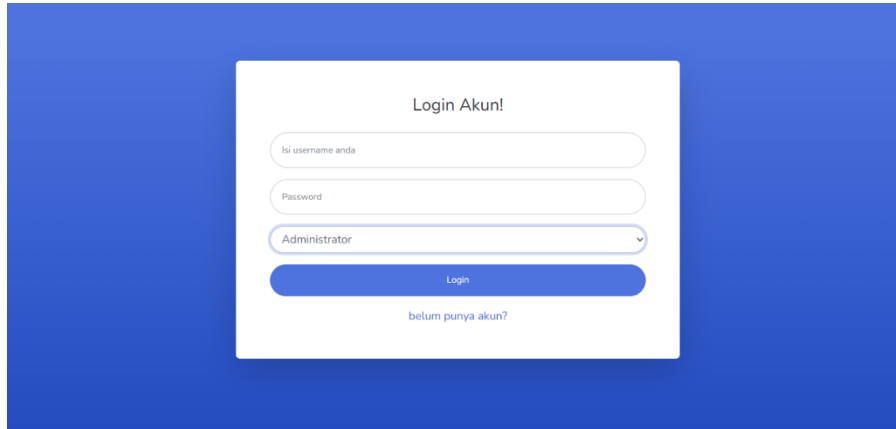 Login Akun!
Isi username anda
Password
Administrator
Login
belum punya akun?